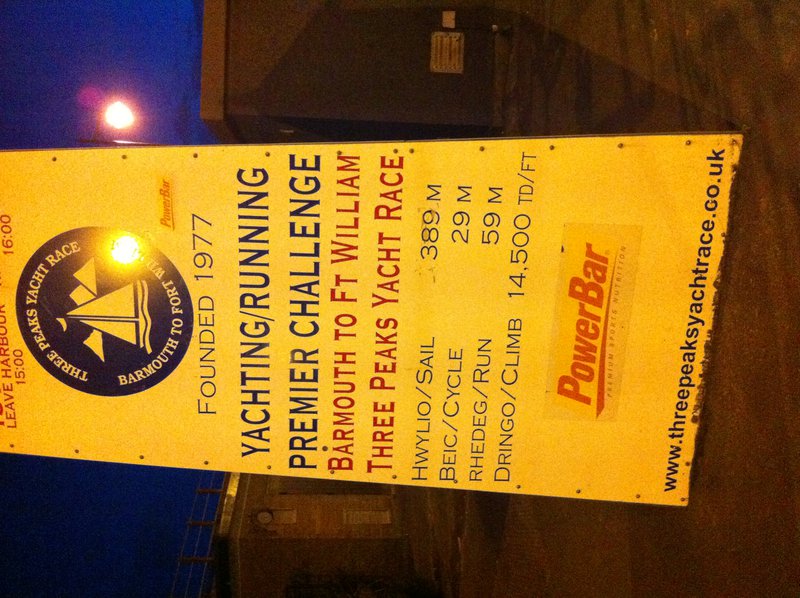 LEAVE HARBOUR
15:00
16:00
THREE PEAKS YACHT RACE
BARMOUTH TO FORT
PowerBar
FOUNDED 1977
YACHTING/RUNNING
PREMIER CHALLENGE
BARMOUTH TO FT WILLIAM
THREE PEAKS YACHT RACE
HWYLIO/SAIL 389 M
BEIC/CYCLE 29 M
RHEDEG/RUN 59 M
DRINGO/CLIMB 14,500 TD/FT
PowerBar
PREMIUM SPORTS NUTRITION
www.threepeaksyachtrace.co.uk